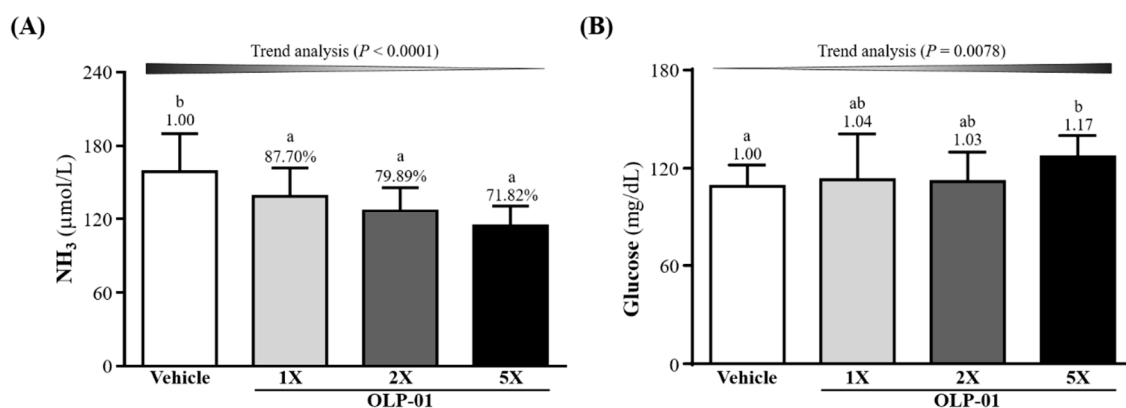 (A)
Trend analysis (P < 0.0001)
NH3 (μmol/L)
240
180
120
60
0
b
1.00
a
87.70%
a
79.89%
a
71.82%
Vehicle 1X 2X 5X
OLP-01
(B)
Trend analysis (P = 0.0078)
Glucose (mg/dL)
180
120
60
0
a
1.00
ab
1.04
ab
1.03
b
1.17
Vehicle 1X 2X 5X
OLP-01